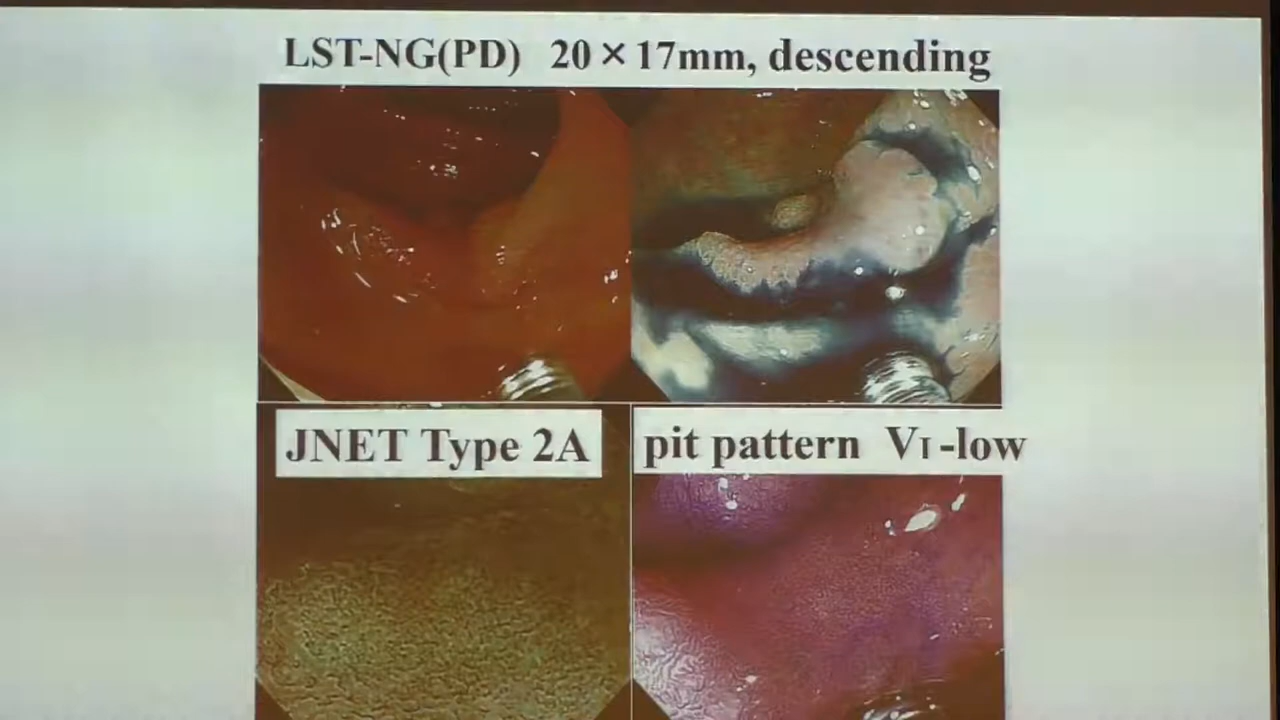 LST-NG(PD) 20×17mm, descending
JNET Type 2A
pit pattern VI-low